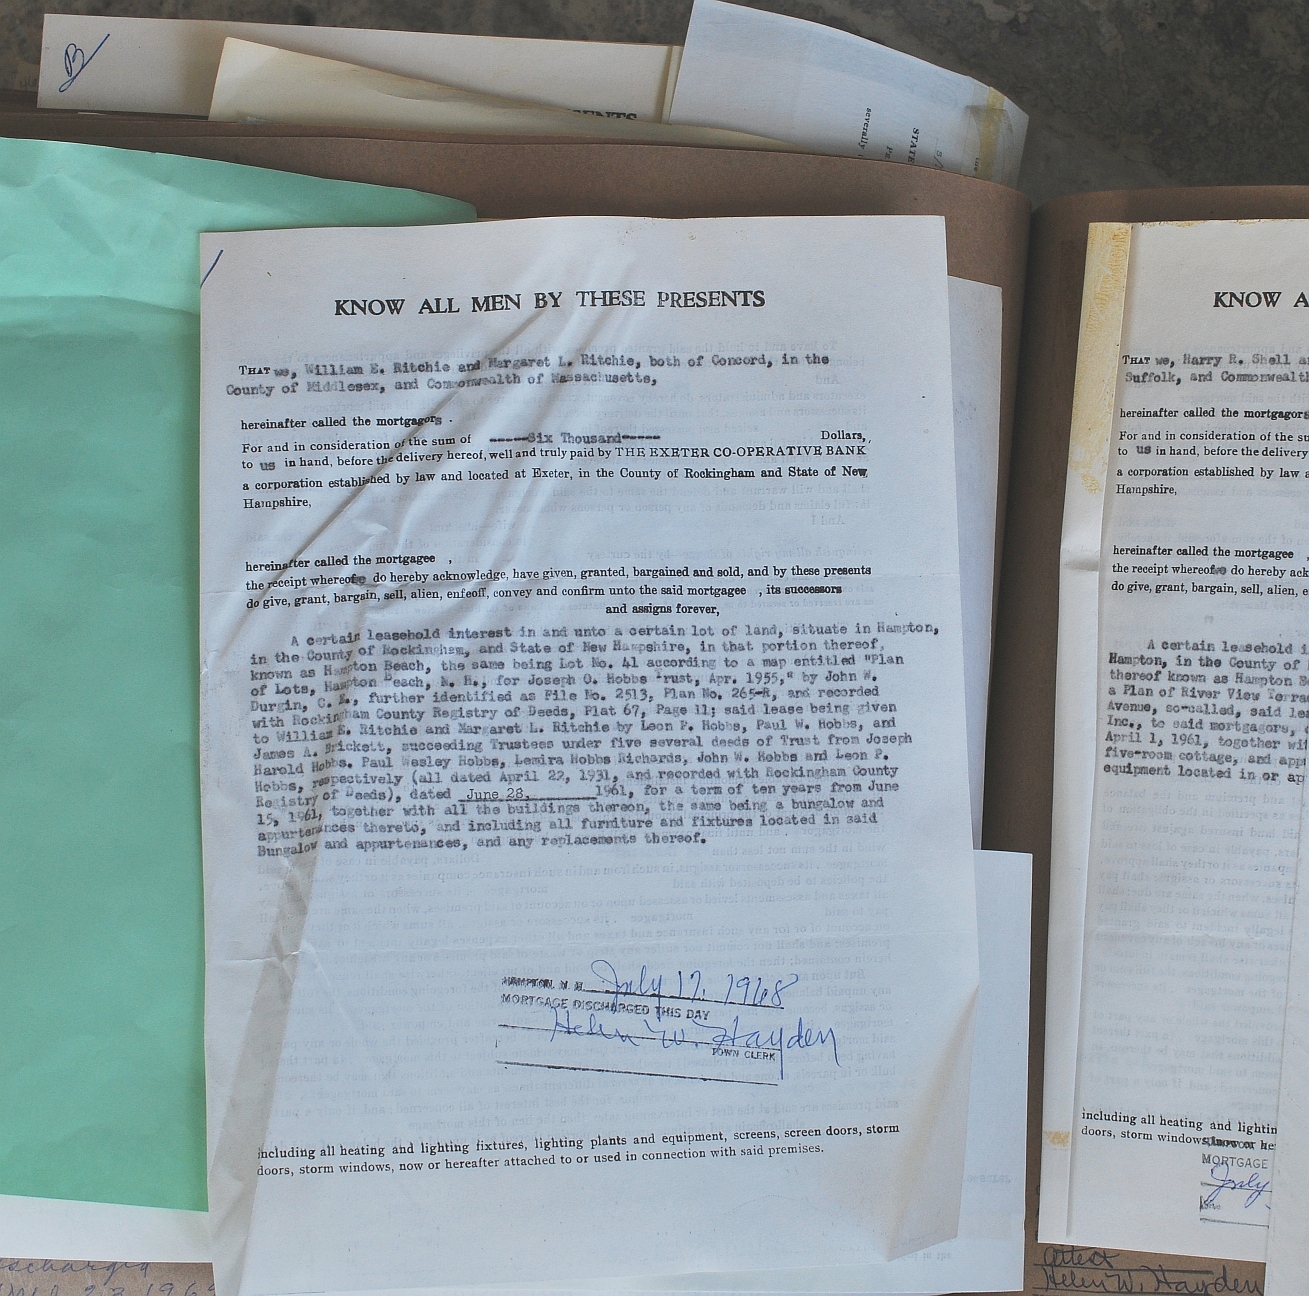 B
ENTS
severally
STATE
KNOW ALL MEN BY THESE PRESENTS
THAT we, William E. Ritchie and Margaret L. Ritchie, both of Concord, in the
County of Middlesex, and Commonwealth of Massachusetts,
hereinafter called the mortgagors .
For and in consideration of the sum of -----Six Thousand----- Dollars,
to us in hand, before the delivery hereof, well and truly paid by THE EXETER CO-OPERATIVE BANK
a corporation established by law and located at Exeter, in the County of Rockingham and State of New
Hampshire,
hereinafter called the mortgagee ,
the receipt whereof we do hereby acknowledge, have given, granted, bargained and sold, and by these presents
do give, grant, bargain, sell, alien, enfeoff, convey and confirm unto the said mortgagee , its successors
and assigns forever,
A certain leasehold interest in and unto a certain lot of land, situate in Hampton,
in the County of Rockingham, and State of New Hampshire, in that portion thereof,
known as Hampton Beach, the same being Lot No. 41 according to a map entitled "Plan
of Lots, Hampton Beach, N. H., for Joseph O. Hobbs Trust, Apr. 1955," by John W.
Durgin, C. E., further identified as File No. 2513, Plan No. 265-R, and recorded
with Rockingham County Registry of Deeds, Plat 67, Page 11; said lease being given
to William E. Ritchie and Margaret L. Ritchie by Leon P. Hobbs, Paul W. Hobbs, and
James A. Brickett, succeeding Trustees under five several deeds of Trust from Joseph
Harold Hobbs. Paul Wesley Hobbs, Lemira Hobbs Richards, John W. Hobbs and Leon P.
Hobbs, respectively (all dated April 22, 1931, and recorded with Rockingham County
Registry of Deeds), dated June 28, 1961, for a term of ten years from June
15, 1961, together with all the buildings thereon, the same being a bungalow and
appurtenances thereto, and including all furniture and fixtures located in said
Bungalow and appurtenances, and any replacements thereof.
HAMPTON, N. H. July 17, 1968
MORTGAGE DISCHARGED THIS DAY
Helen W. Hayden
TOWN CLERK
including all heating and lighting fixtures, lighting plants and equipment, screens, screen doors, storm
doors, storm windows, now or hereafter attached to or used in connection with said premises.
KNOW A
THAT we, Harry R. Shell a
Suffolk, and Commonwealth
hereinafter called the mortgagors
For and in consideration of the su
to us in hand, before the delivery
a corporation established by law a
Hampshire,
hereinafter called the mortgagee ,
the receipt whereof we do hereby ack
do give, grant, bargain, sell, alien, e
A certain leasehold i
Hampton, in the County of
thereof known as Hampton Be
a Plan of River View Terra
Avenue, so-called, said lea
Inc., to said mortgagors,
April 1, 1961, together wi
five-room cottage, and app
equipment located in or ap
including all heating and lightin
doors, storm windows, now or he
MORTGAGE
July
attest
Helen W. Hayden